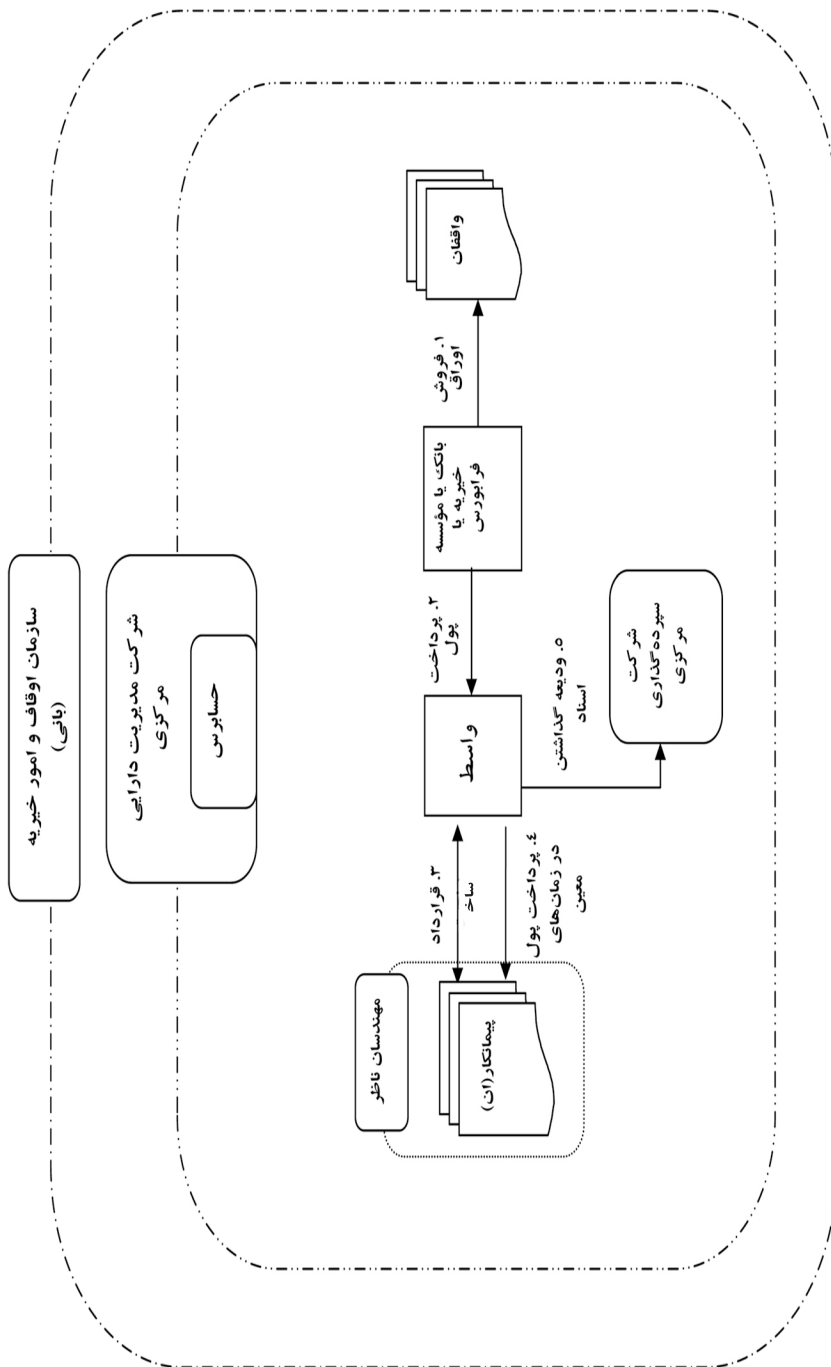 سازمان اوقاف و امور خیریه
(بانی)
شرکت مدیریت دارایی
مرکزی
حسابرس
واقفان
۱. فروش
اوراق
بانک یا مؤسسه
خیریه یا
فرابورس
۲. پرداخت
پول
واسط
۵. ودیعه گذاشتن
اسناد
شرکت
سپرده‌گذاری
مرکزی
۳. قرارداد
ساخ
۴. پرداخت پول
در زمان‌های
معین
مهندسان ناظر
پیمانکار(ان)